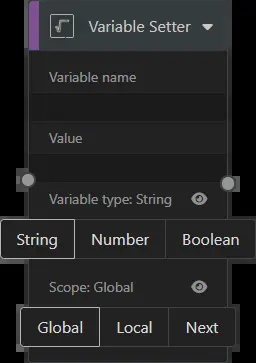 Variable Setter
Variable name
Value
Variable type: String
String Number Boolean
Scope: Global
Global Local Next